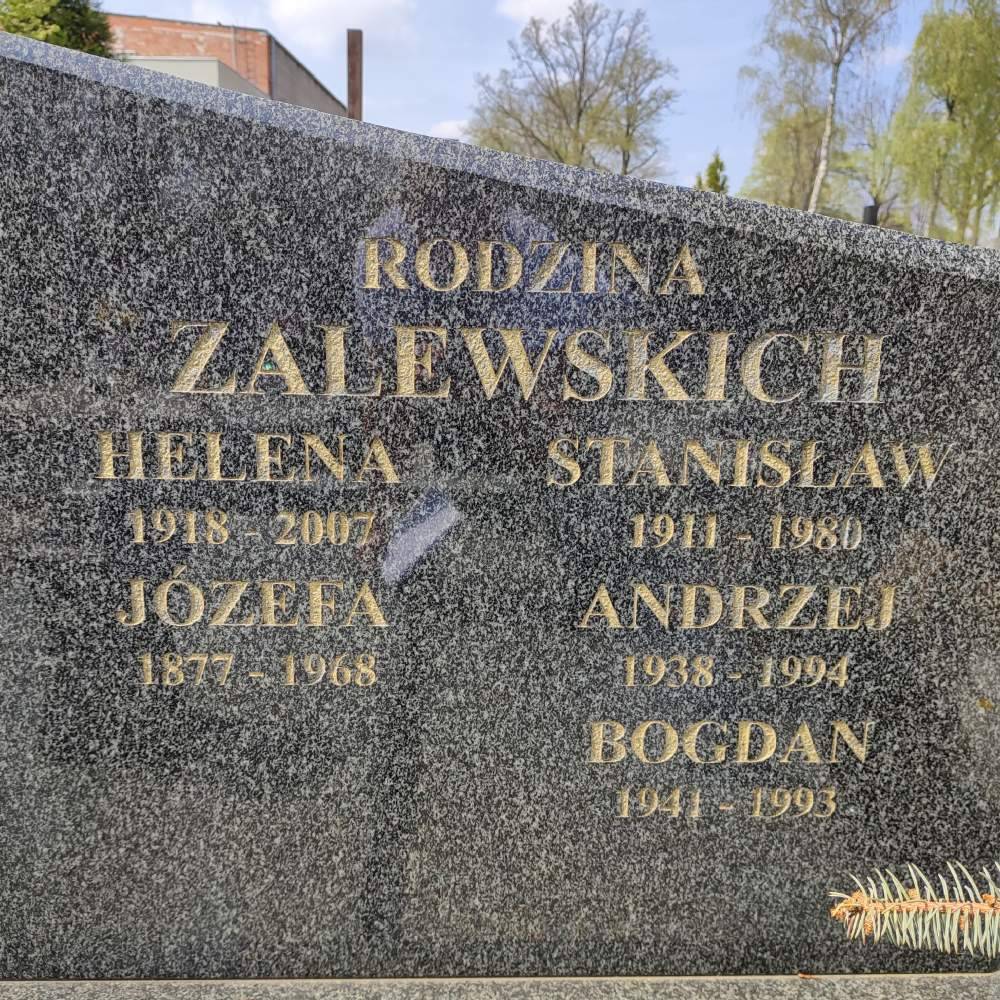 RODZINA
ZALEWSKICH
HELENA
1918 - 2007
JÓZEFA
1877 - 1968
STANISŁAW
1911 - 1980
ANDRZEJ
1938 - 1994
BOGDAN
1941 - 1993